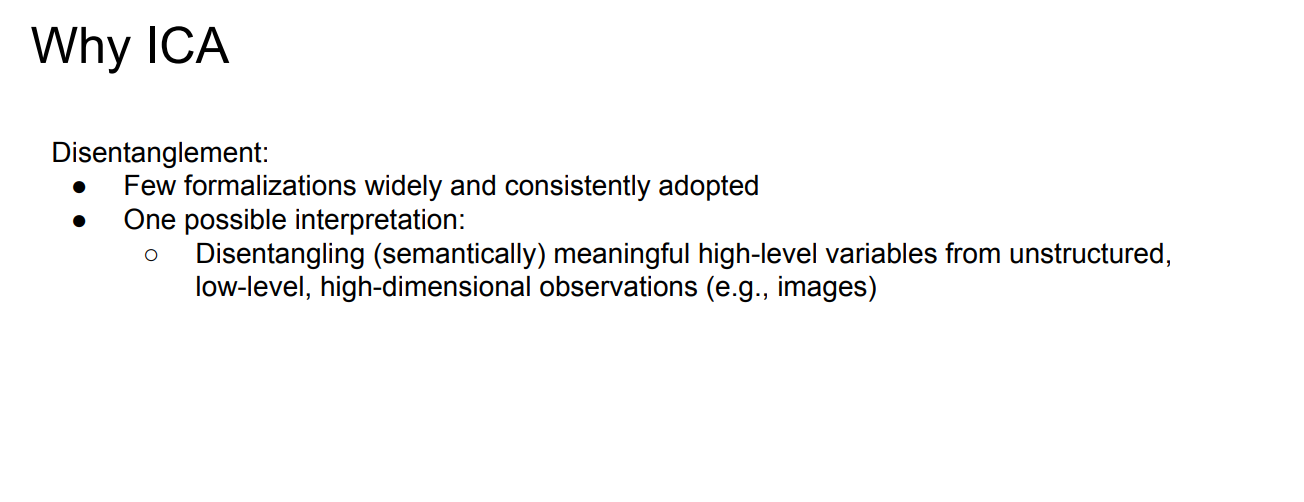 Why ICA
Disentanglement:
● Few formalizations widely and consistently adopted
● One possible interpretation:
○ Disentangling (semantically) meaningful high-level variables from unstructured,
low-level, high-dimensional observations (e.g., images)